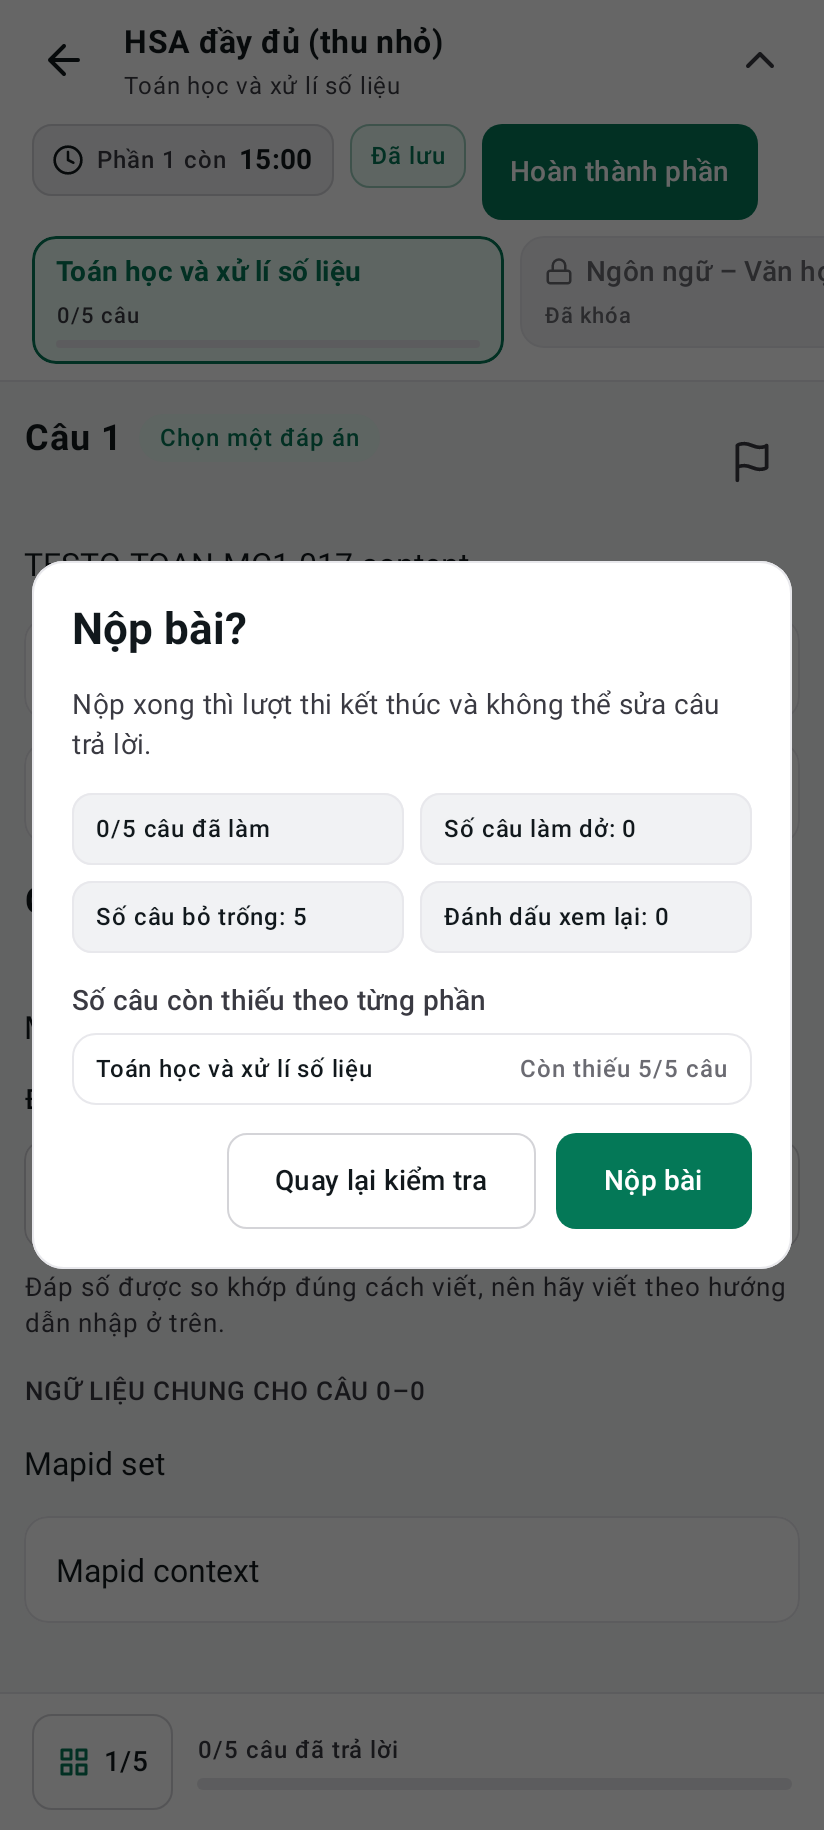 HSA đầy đủ (thu nhỏ)
Toán học và xử lí số liệu
Phần 1 còn 15:00
Đã lưu
Hoàn thành phần
Toán học và xử lí số liệu
0/5 câu
Ngôn ngữ – Văn
Đã khóa
Câu 1
Chọn một đáp án
Nộp bài?
Nộp xong thì lượt thi kết thúc và không thể sửa câu
trả lời.
0/5 câu đã làm
Số câu làm dở: 0
Số câu bỏ trống: 5
Đánh dấu xem lại: 0
Số câu còn thiếu theo từng phần
Toán học và xử lí số liệu
Còn thiếu 5/5 câu
Quay lại kiểm tra
Nộp bài
Đáp số được so khớp đúng cách viết, nên hãy viết theo hướng
dẫn nhập ở trên.
NGỮ LIỆU CHUNG CHO CÂU 0–0
Mapid set
Mapid context
1/5
0/5 câu đã trả lời